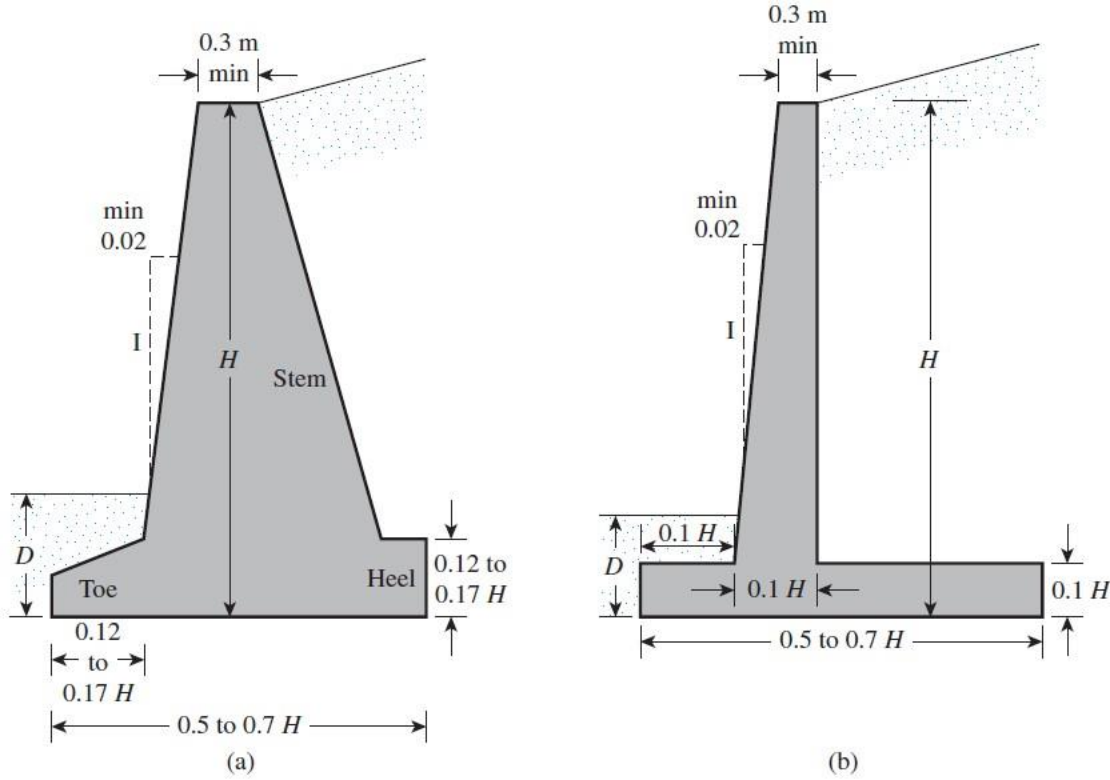 0.3 m
min
min
0.02
I
H
Stem
D
Toe
Heel
0.12 to
0.17 H
0.12
to
0.17 H
0.5 to 0.7 H
(a)
0.3 m
min
min
0.02
I
H
D
0.1 H
0.1 H
0.1 H
0.5 to 0.7 H
(b)